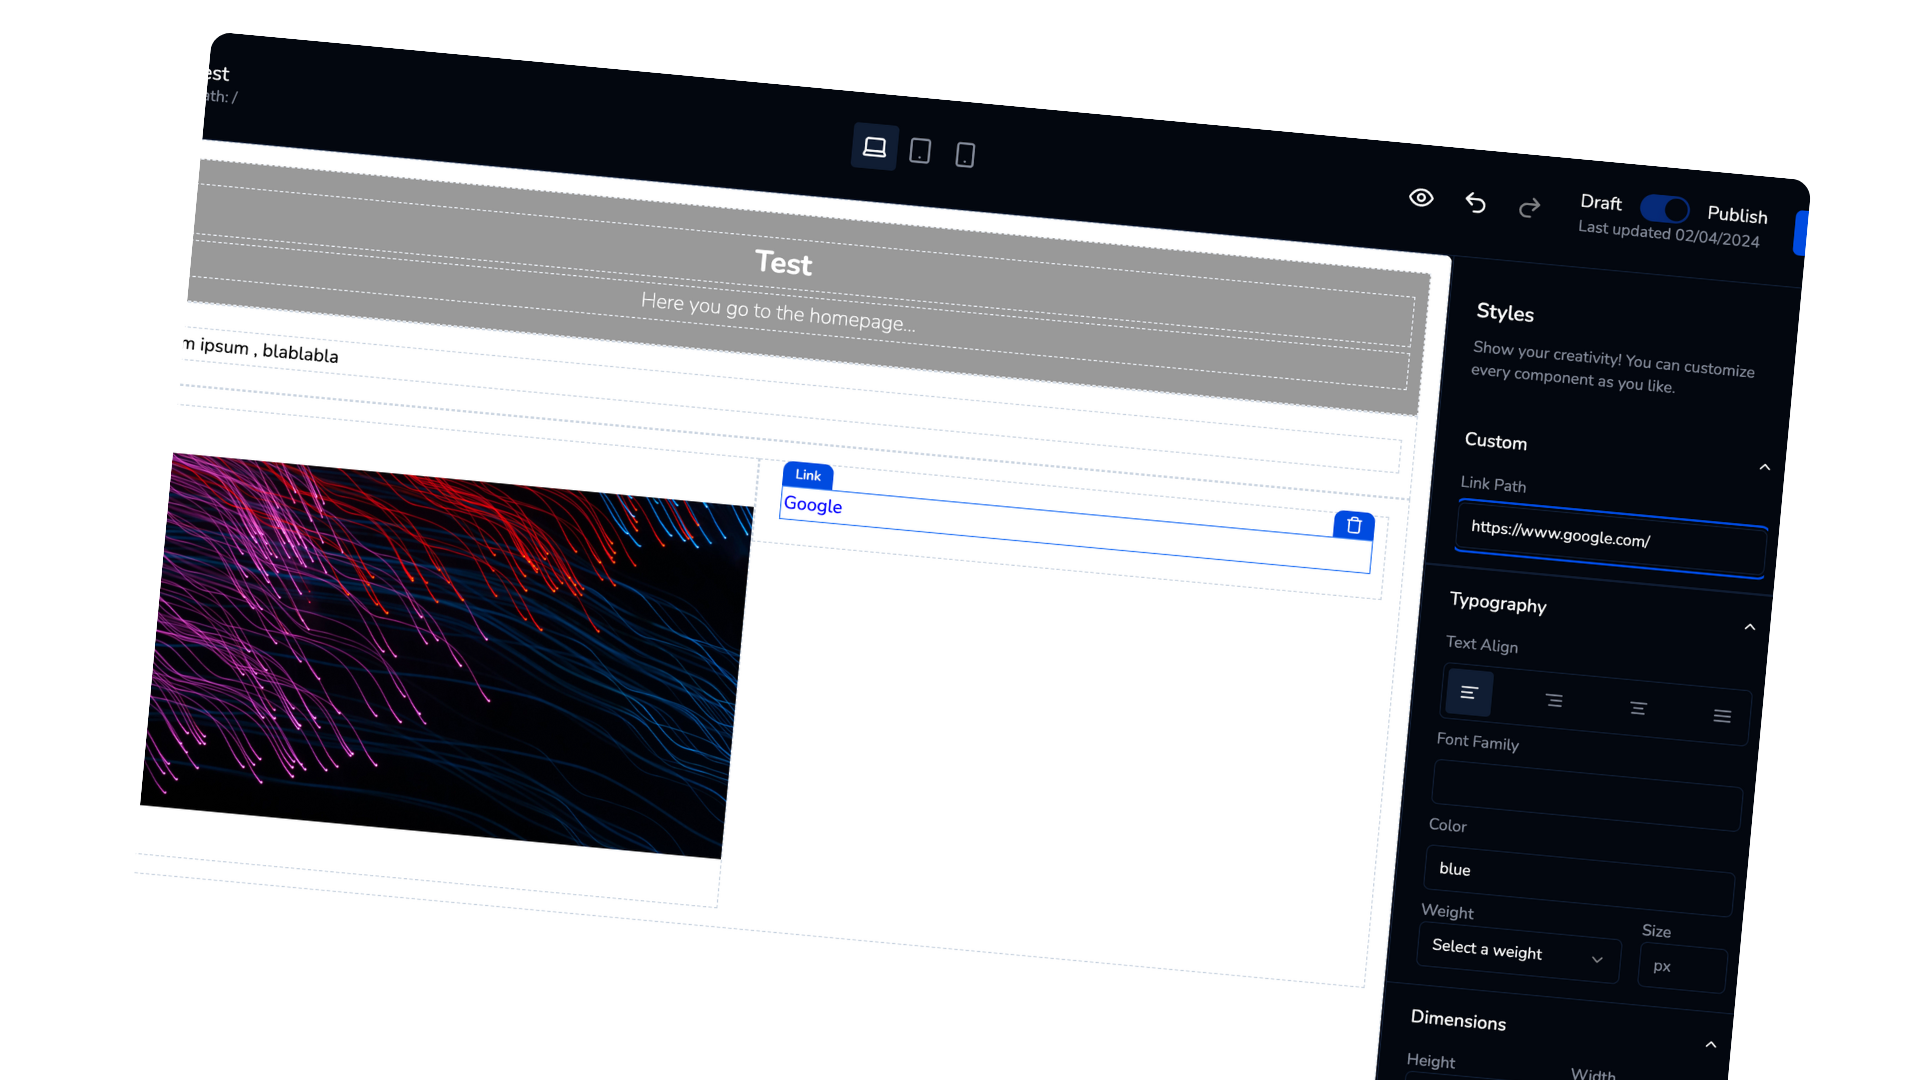 est
ath: /
Draft
Publish
Last updated 02/04/2024
Test
Here you go to the homepage...
m ipsum , blablabla
Link
Google
Styles
Show your creativity! You can customize
every component as you like.
Custom
Link Path
https://www.google.com/
Typography
Text Align
Font Family
Color
blue
Weight
Size
Select a weight
px
Dimensions
Height
Width